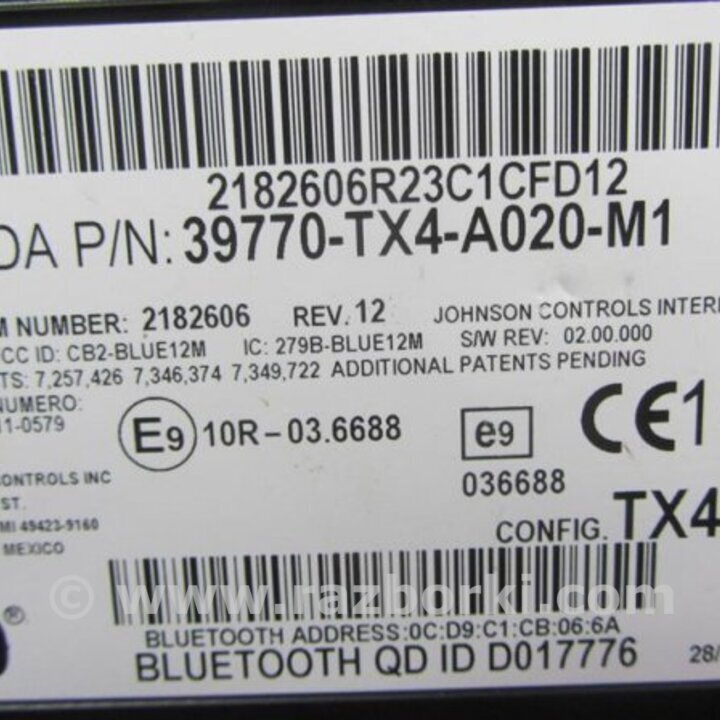 2182606R23C1CFD12
DA P/N: 39770-TX4-A020-M1
M NUMBER: 2182606 REV. 12 JOHNSON CONTROLS INTER
CC ID: CB2-BLUE12M IC: 279B-BLUE12M S/W REV: 02.00.000
TS: 7,257,426 7,346,374 7,349,722 ADDITIONAL PATENTS PENDING
NUMERO:
11-0579
E9 10R-03.6688 e9 CE1
036688
CONTROLS INC
ST.
MI 49423-9160
MEXICO
CONFIG. TX4
© www.razborki.com
®
BLUETOOTH ADDRESS:0C:D9:C1:CB:06:6A
BLUETOOTH QD ID D017776 28/